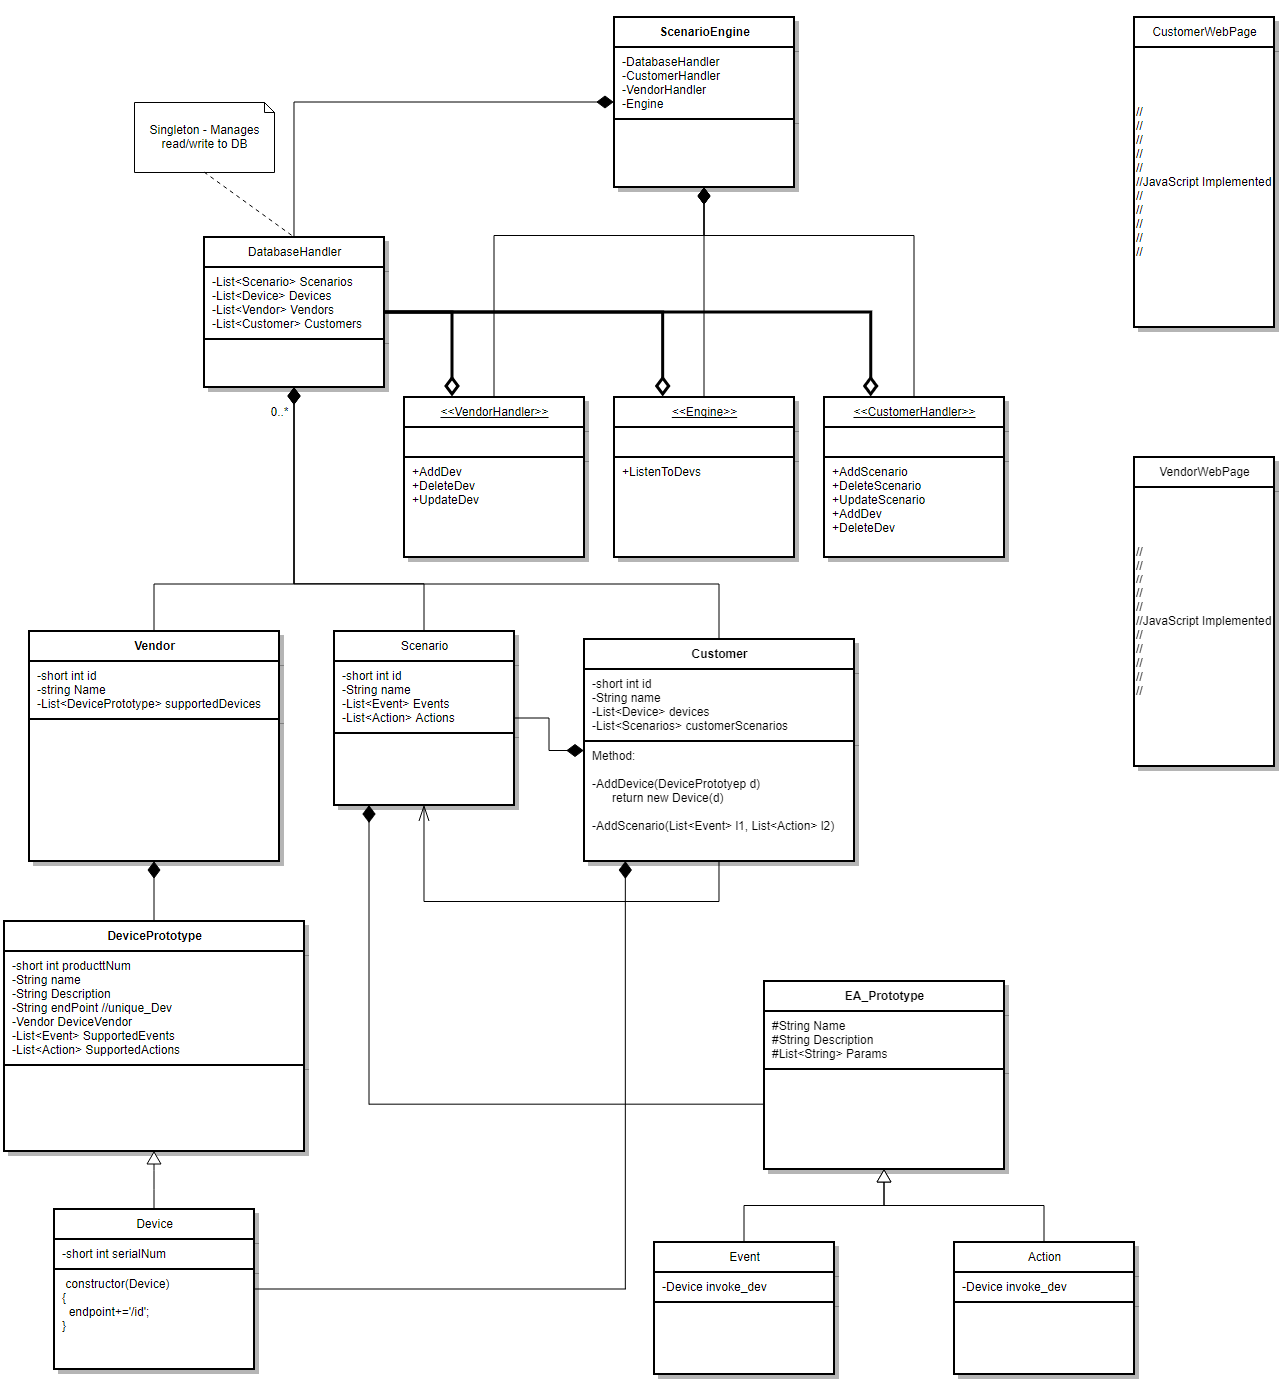 ScenarioEngine
-DatabaseHandler
-CustomerHandler
-VendorHandler
-Engine
CustomerWebPage
//
//
//
//
//
//JavaScript Implemented
//
//
//
//
//
Singleton - Manages
read/write to DB
DatabaseHandler
-List<Scenario> Scenarios
-List<Device> Devices
-List<Vendor> Vendors
-List<Customer> Customers
0..*
<<VendorHandler>>
+AddDev
+DeleteDev
+UpdateDev
<<Engine>>
+ListenToDevs
<<CustomerHandler>>
+AddScenario
+DeleteScenario
+UpdateScenario
+AddDev
+DeleteDev
VendorWebPage
//
//
//
//
//
//JavaScript Implemented
//
//
//
//
//
Vendor
-short int id
-string Name
-List<DevicePrototype> supportedDevices
Scenario
-short int id
-String name
-List<Event> Events
-List<Action> Actions
Customer
-short int id
-String name
-List<Device> devices
-List<Scenarios> customerScenarios
Method:
-AddDevice(DevicePrototyep d)
return new Device(d)
-AddScenario(List<Event> l1, List<Action> l2)
DevicePrototype
-short int producttNum
-String name
-String Description
-String endPoint //unique_Dev
-Vendor DeviceVendor
-List<Event> SupportedEvents
-List<Action> SupportedActions
EA_Prototype
#String Name
#String Description
#List<String> Params
Device
-short int serialNum
constructor(Device)
{
endpoint+='/id';
}
Event
-Device invoke_dev
Action
-Device invoke_dev